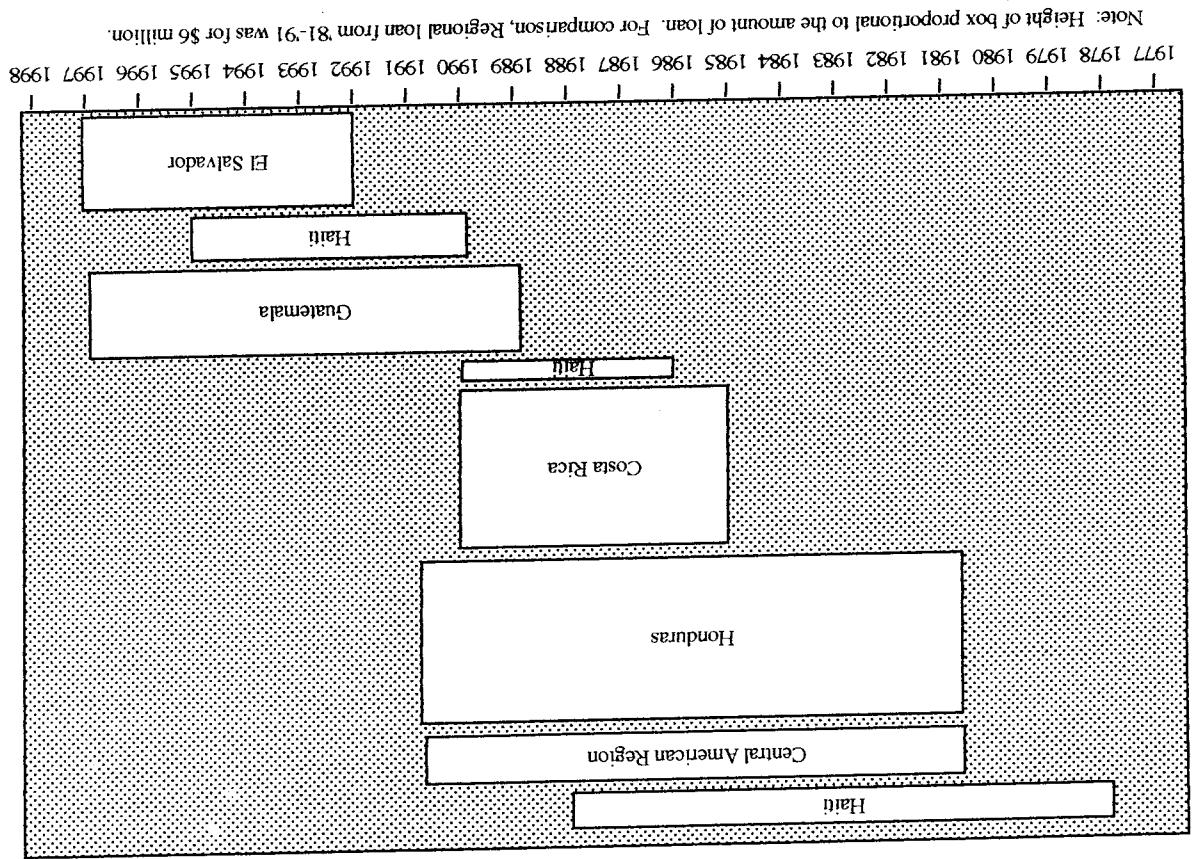 Haiti
Central American Region
Honduras
Costa Rica
Haiti
Guatemala
Haiti
El Salvador
1977 1978 1979 1980 1981 1982 1983 1984 1985 1986 1987 1988 1989 1990 1991 1992 1993 1994 1995 1996 1997 1998
Note: Height of box proportional to the amount of loan. For comparison, Regional loan from '81-'91 was for $6 million.